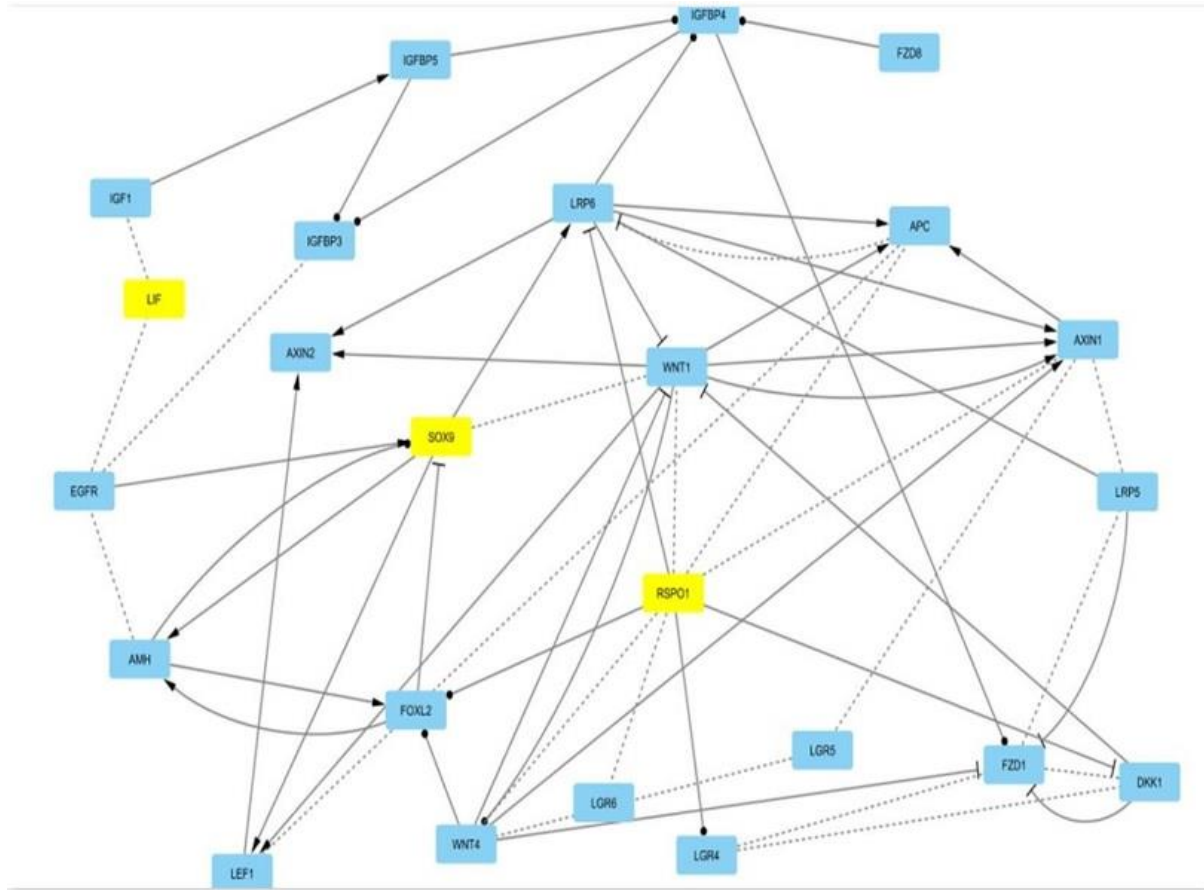 IGFBP4
FZD8
IGFBP5
IGF1
LRP6
APC
IGFBP3
LIF
AXIN2
WNT1
AXIN1
SOX9
EGFR
LRP5
RSPO1
AMH
FOXL2
LGR5
FZD1
DKK1
LGR6
WNT4
LGR4
LEF1